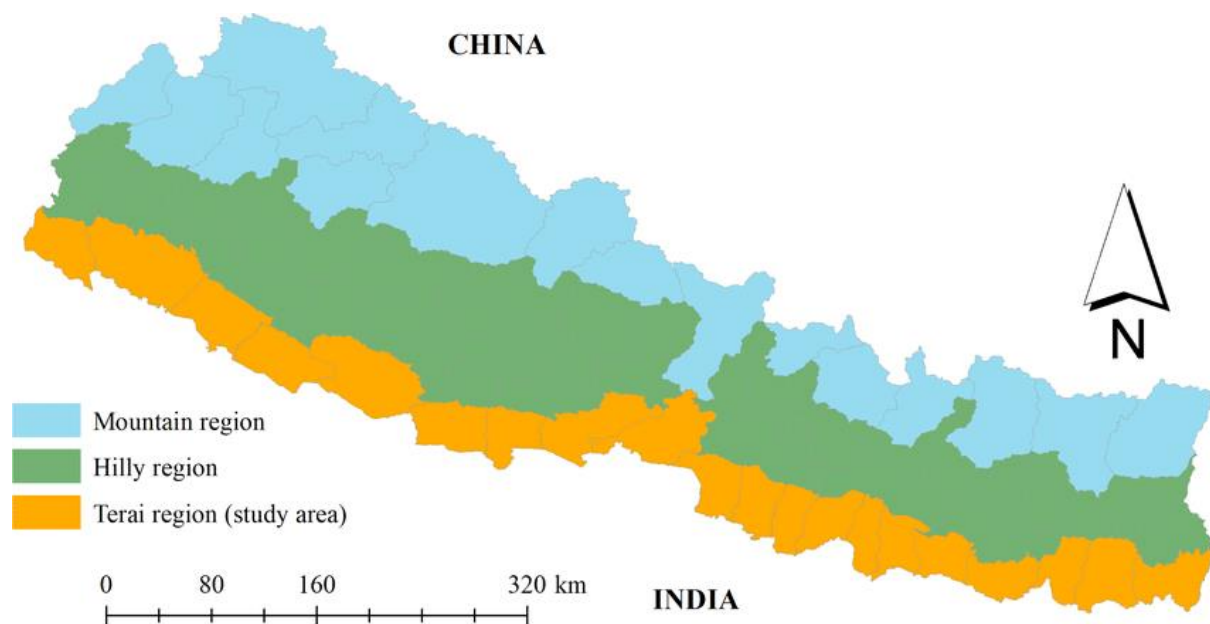 CHINA
N
Mountain region
Hilly region
Terai region (study area)
0 80 160 320 km
INDIA